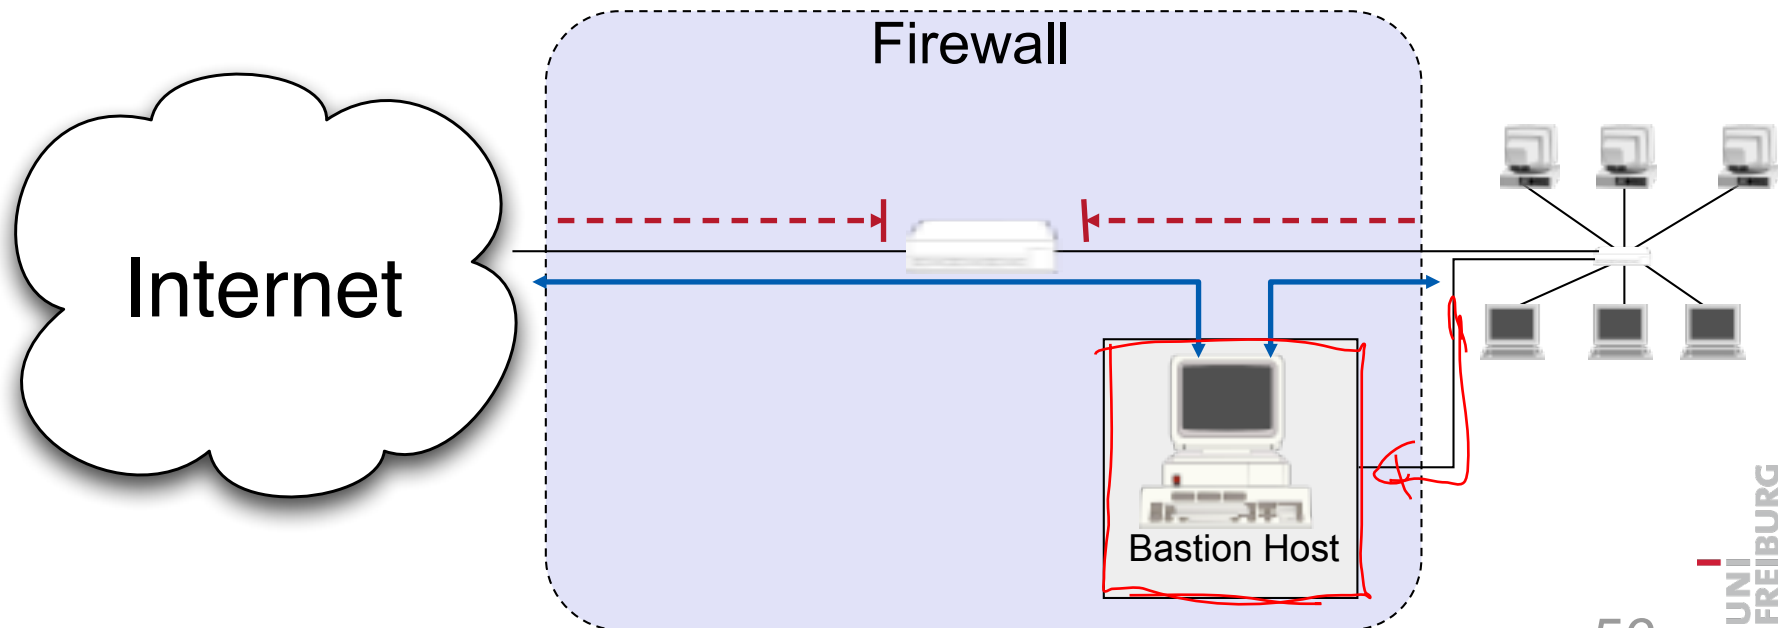 Firewall
Internet
Bastion Host
UNI
FREIBURG